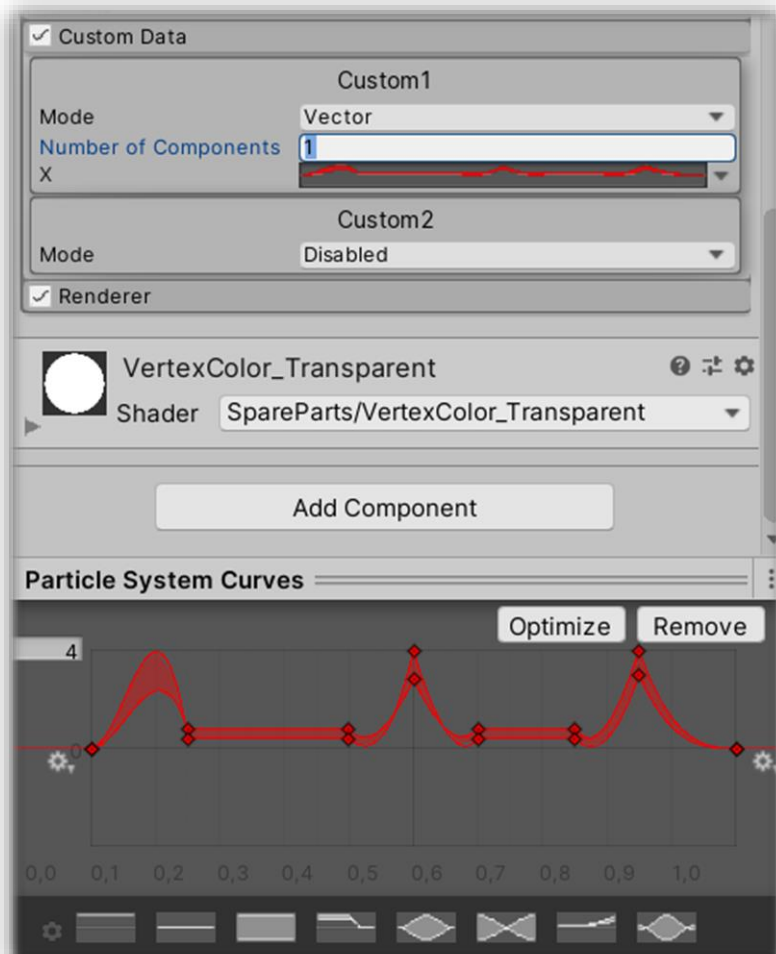 Custom Data
Custom1
Mode Vector
Number of Components 1
X
Custom2
Mode Disabled
Renderer
VertexColor_Transparent
Shader SpareParts/VertexColor_Transparent
Add Component
Particle System Curves
Optimize Remove
4
0
0,0 0,1 0,2 0,3 0,4 0,5 0,6 0,7 0,8 0,9 1,0